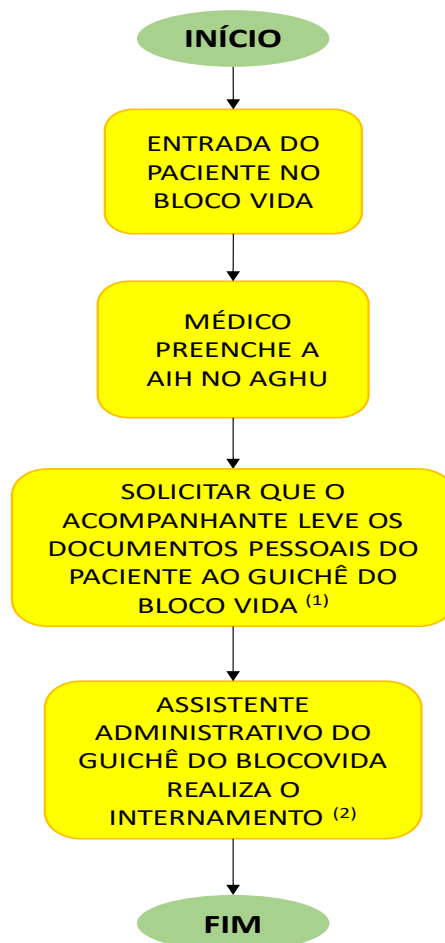 INÍCIO
ENTRADA DO
PACIENTE NO
BLOCO VIDA
MÉDICO
PREENCHE A
AIH NO AGHU
SOLICITAR QUE O
ACOMPANHANTE LEVE OS
DOCUMENTOS PESSOAIS DO
PACIENTE AO GUICHÊ DO
BLOCO VIDA (1)
ASSISTENTE
ADMINISTRATIVO DO
GUICHÊ DO BLOCOVIDA
REALIZA O
INTERNAMENTO (2)
FIM